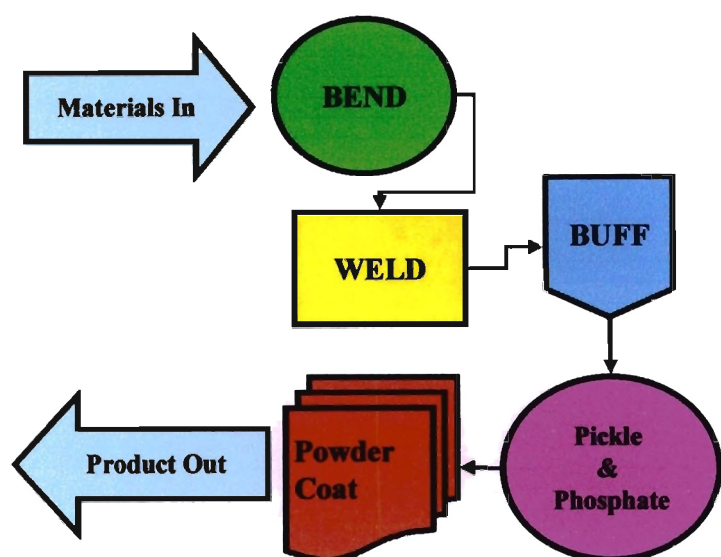 Materials In
BEND
WELD
BUFF
Pickle
&
Phosphate
Powder
Coat
Product Out